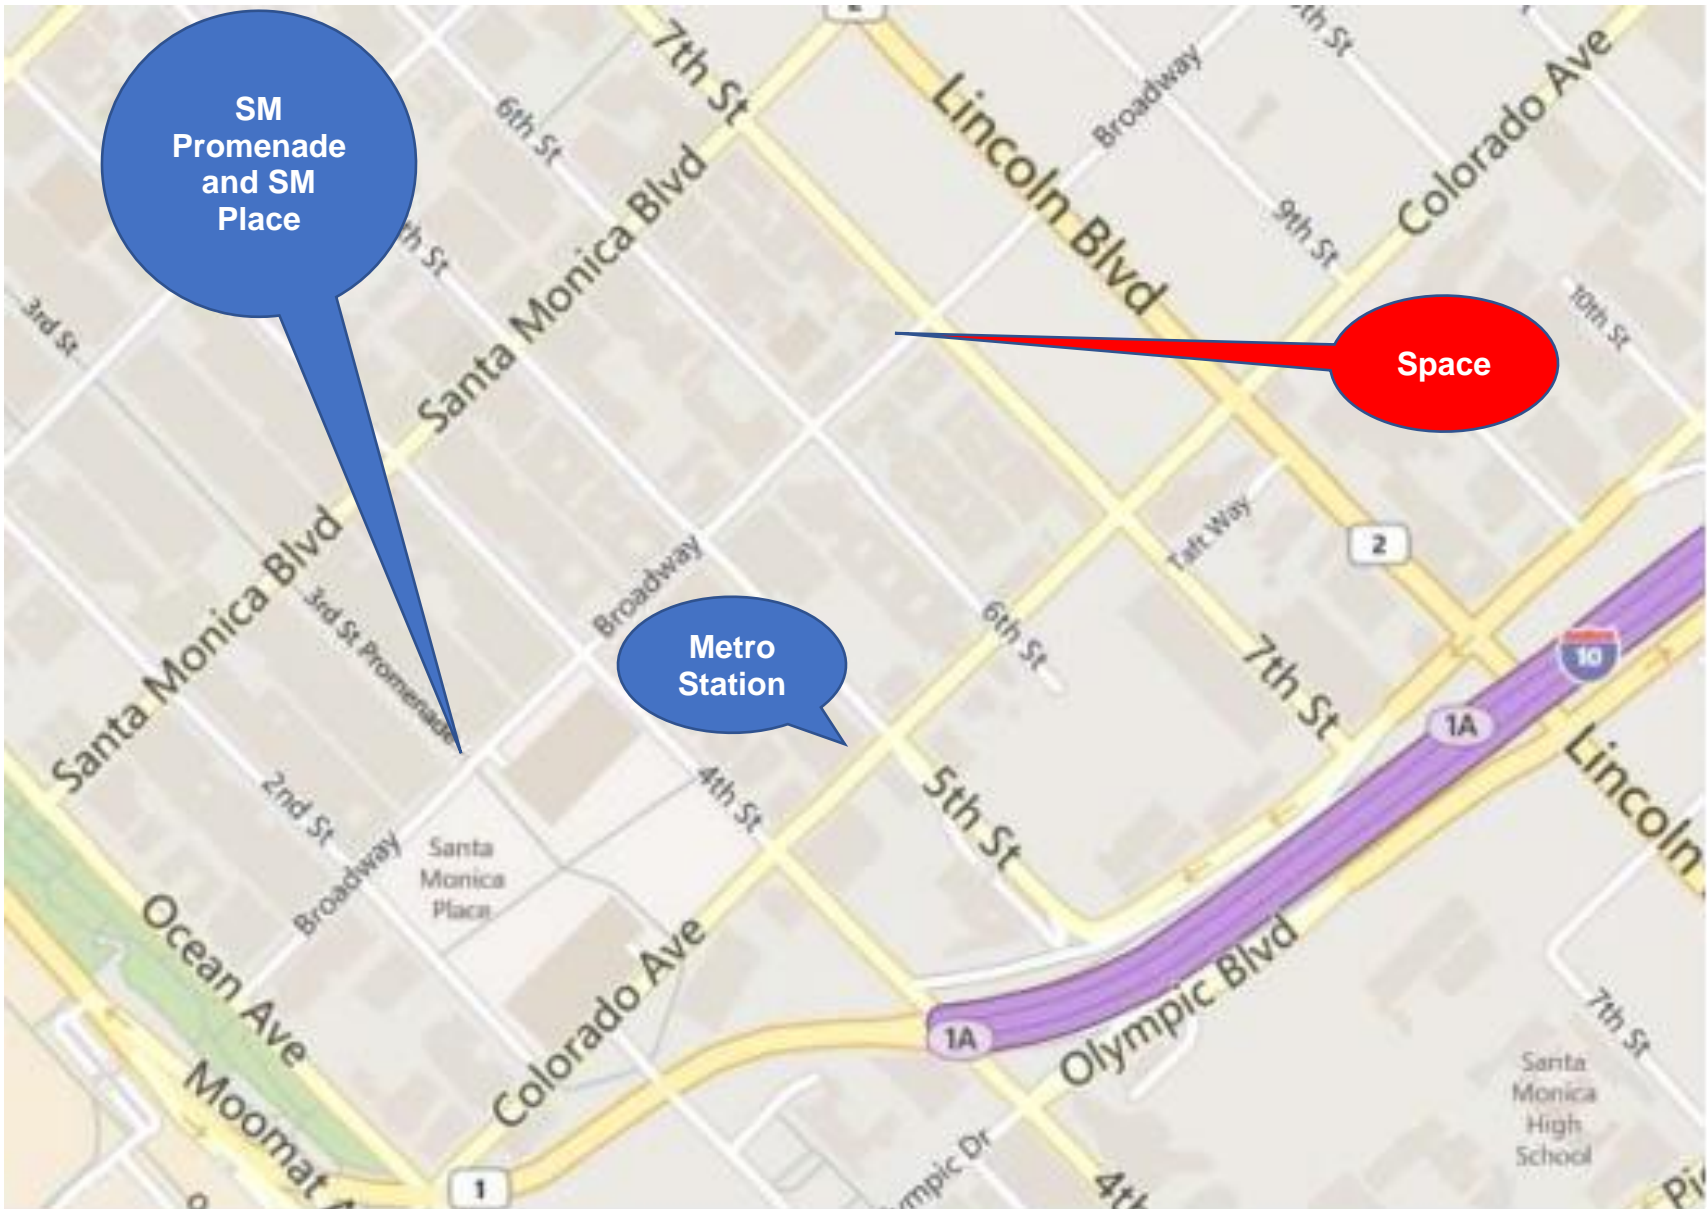 SM
Promenade
and SM
Place
7th St
Lincoln Blvd
Broadway
Colorado Ave
6th St
Santa Monica Blvd
9th St
10th St
3rd St
Space
2
Taft Way
Broadway
6th St
Metro
Station
7th St
10
1A
Lincoln
Santa Monica Blvd
3rd St Promenade
2nd St
4th St
5th St
Broadway
Santa
Monica
Place
Ocean Ave
Colorado Ave
1A
Olympic Blvd
7th St
Santa
Monica
High
School
Moomat
1
4th